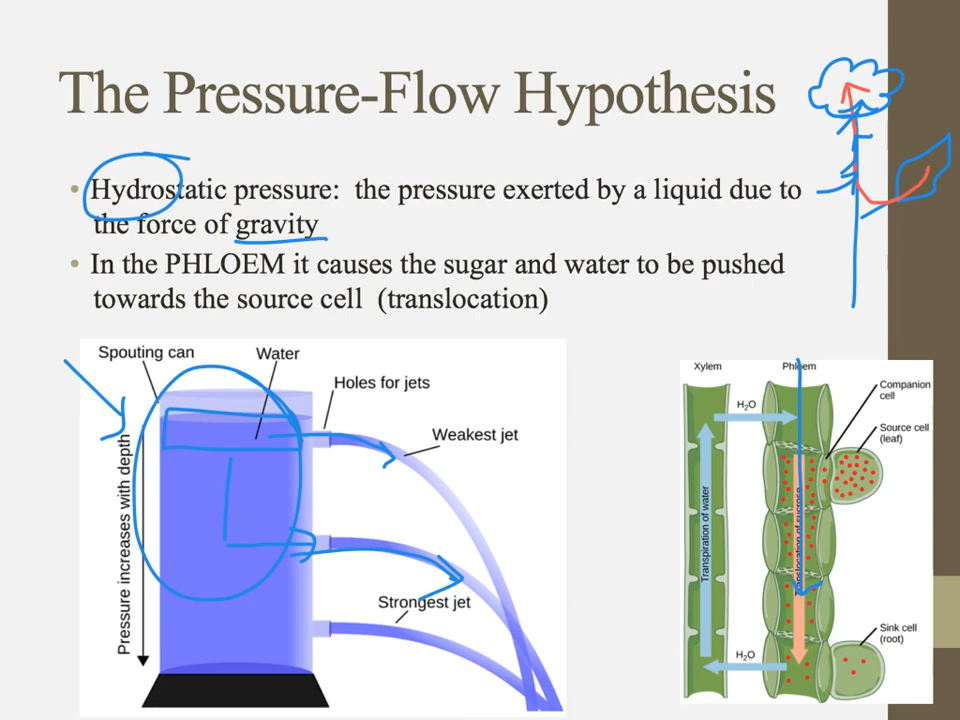 The Pressure-Flow Hypothesis
• Hydrostatic pressure: the pressure exerted by a liquid due to
the force of gravity
• In the PHLOEM it causes the sugar and water to be pushed
towards the source cell (translocation)
Spouting can
Water
Holes for jets
Weakest jet
Pressure increases with depth
Strongest jet
Xylem
Phloem
Companion
cell
H₂O
Source cell
(leaf)
Transpiration of water
Translocation of sucrose
Sink cell
(root)
H₂O